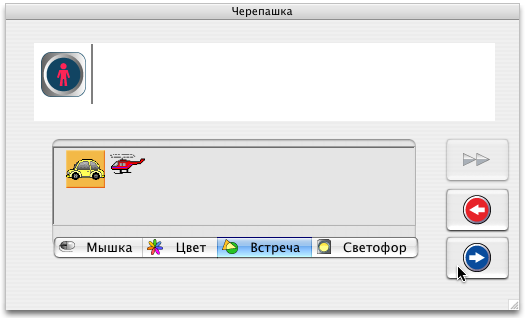 Черепашка
Мышка
Цвет
Встреча
Светофор